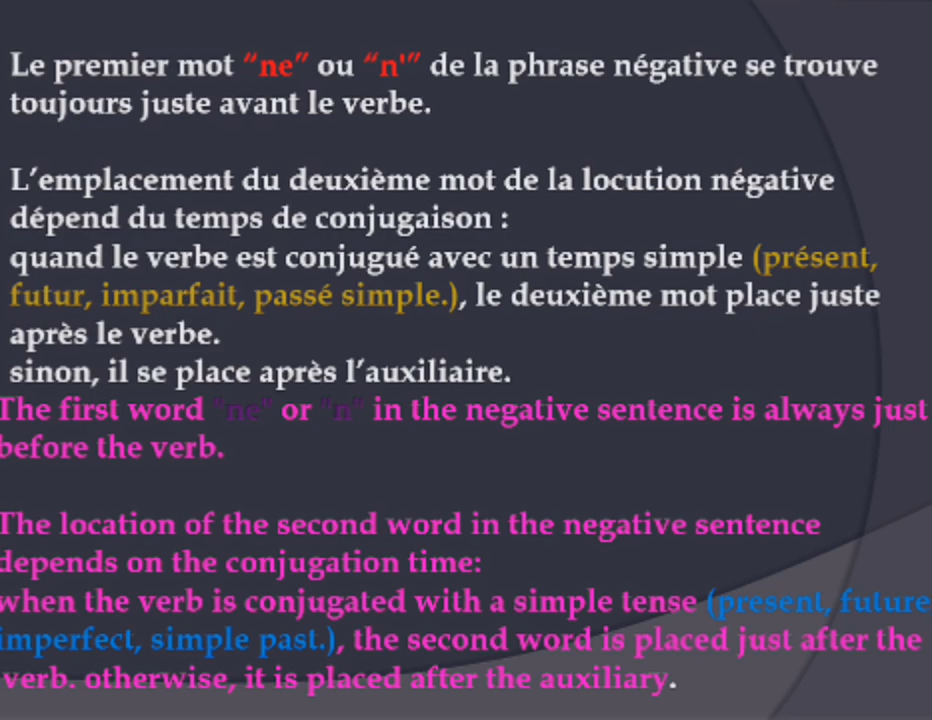 Le premier mot “ne” ou “n'” de la phrase négative se trouve
toujours juste avant le verbe.
L’emplacement du deuxième mot de la locution négative
dépend du temps de conjugaison :
quand le verbe est conjugué avec un temps simple (présent,
futur, imparfait, passé simple.), le deuxième mot place juste
après le verbe.
sinon, il se place après l’auxiliaire.
The first word "ne" or "n" in the negative sentence is always just
before the verb.
The location of the second word in the negative sentence
depends on the conjugation time:
when the verb is conjugated with a simple tense (present, future
imperfect, simple past.), the second word is placed just after the
verb. otherwise, it is placed after the auxiliary.